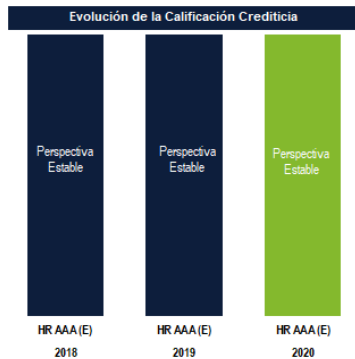 Evolución de la Calificación Crediticia
Perspectiva
Estable
Perspectiva
Estable
Perspectiva
Estable
HR AAA (E)
HR AAA (E)
HR AAA (E)
2018
2019
2020